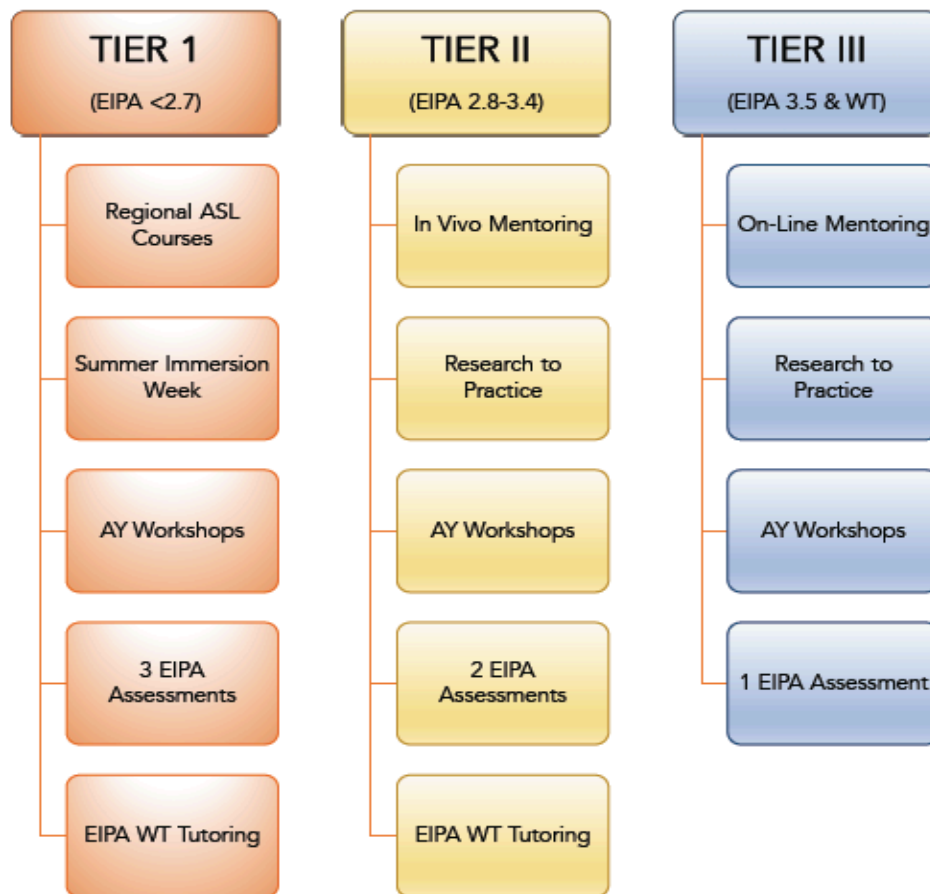 TIER 1
(EIPA <2.7)
Regional ASL
Courses
Summer Immersion
Week
AY Workshops
3 EIPA
Assessments
EIPA WT Tutoring
TIER II
(EIPA 2.8-3.4)
In Vivo Mentoring
Research to
Practice
AY Workshops
2 EIPA
Assessments
EIPA WT Tutoring
TIER III
(EIPA 3.5 & WT)
On-Line Mentoring
Research to
Practice
AY Workshops
1 EIPA Assessment